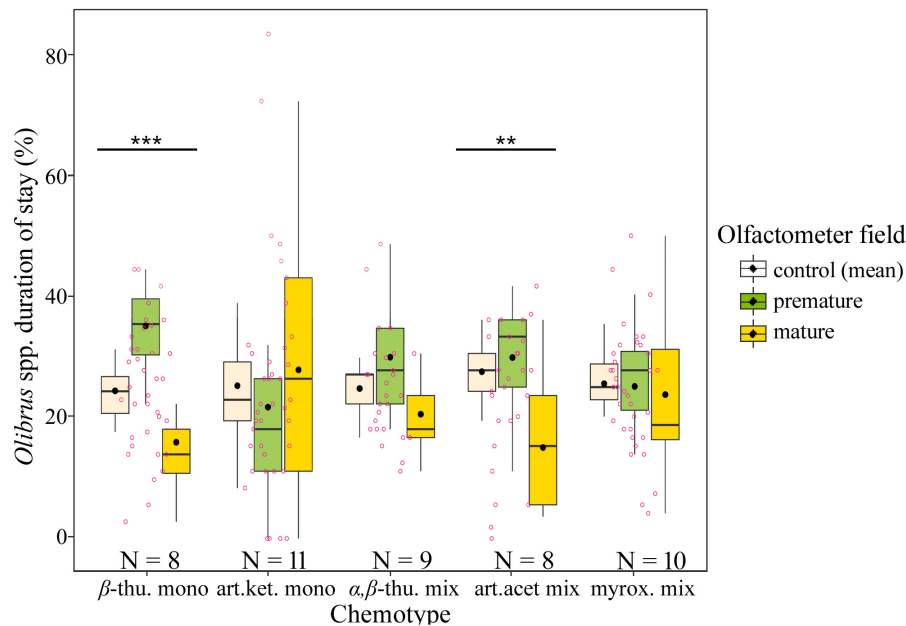 Olibrus spp. duration of stay (%)
80
60
40
20
0
***
**
N = 8
N = 11
N = 9
N = 8
N = 10
β-thu. mono
art.ket. mono
α,β-thu. mix
art.acet mix
myrox. mix
Chemotype
Olfactometer field
control (mean)
premature
mature